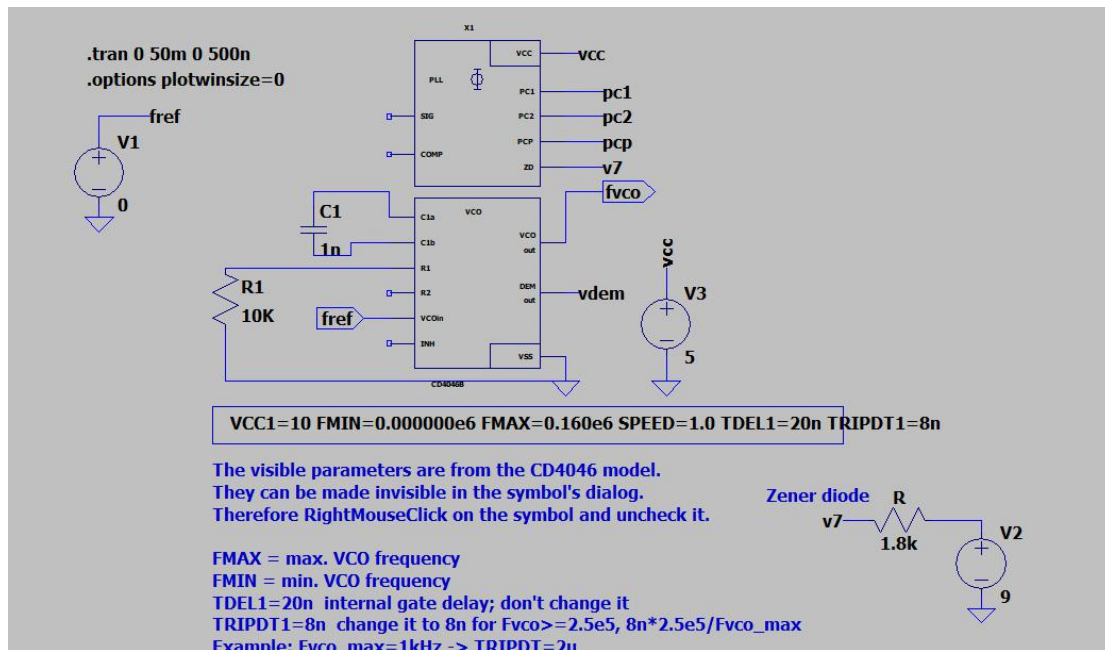 .tran 0 50m 0 500n
.options plotwinsize=0
fref
V1
0
X1
VCC
vcc
PLL
PC1
pc1
SIG
PC2
pc2
PCP
pcp
COMP
ZD
v7
fvco
C1
1n
C1a
VCO
C1b
VCO
out
R1
R1
10K
R2
DEM
out
vdem
fref
VCOin
INH
VSS
CD4046B
vcc
V3
5
VCC1=10 FMIN=0.000000e6 FMAX=0.160e6 SPEED=1.0 TDEL1=20n TRIPDT1=8n
The visible parameters are from the CD4046 model.
They can be made invisible in the symbol's dialog.
Therefore RightMouseClick on the symbol and uncheck it.
Zener diode
R
v7
1.8k
V2
9
FMAX = max. VCO frequency
FMIN = min. VCO frequency
TDEL1=20n internal gate delay; don't change it
TRIPDT1=8n change it to 8n for Fvco>=2.5e5, 8n*2.5e5/Fvco_max
Example: Fvco_max=1kHz -> TRIPDT=2u